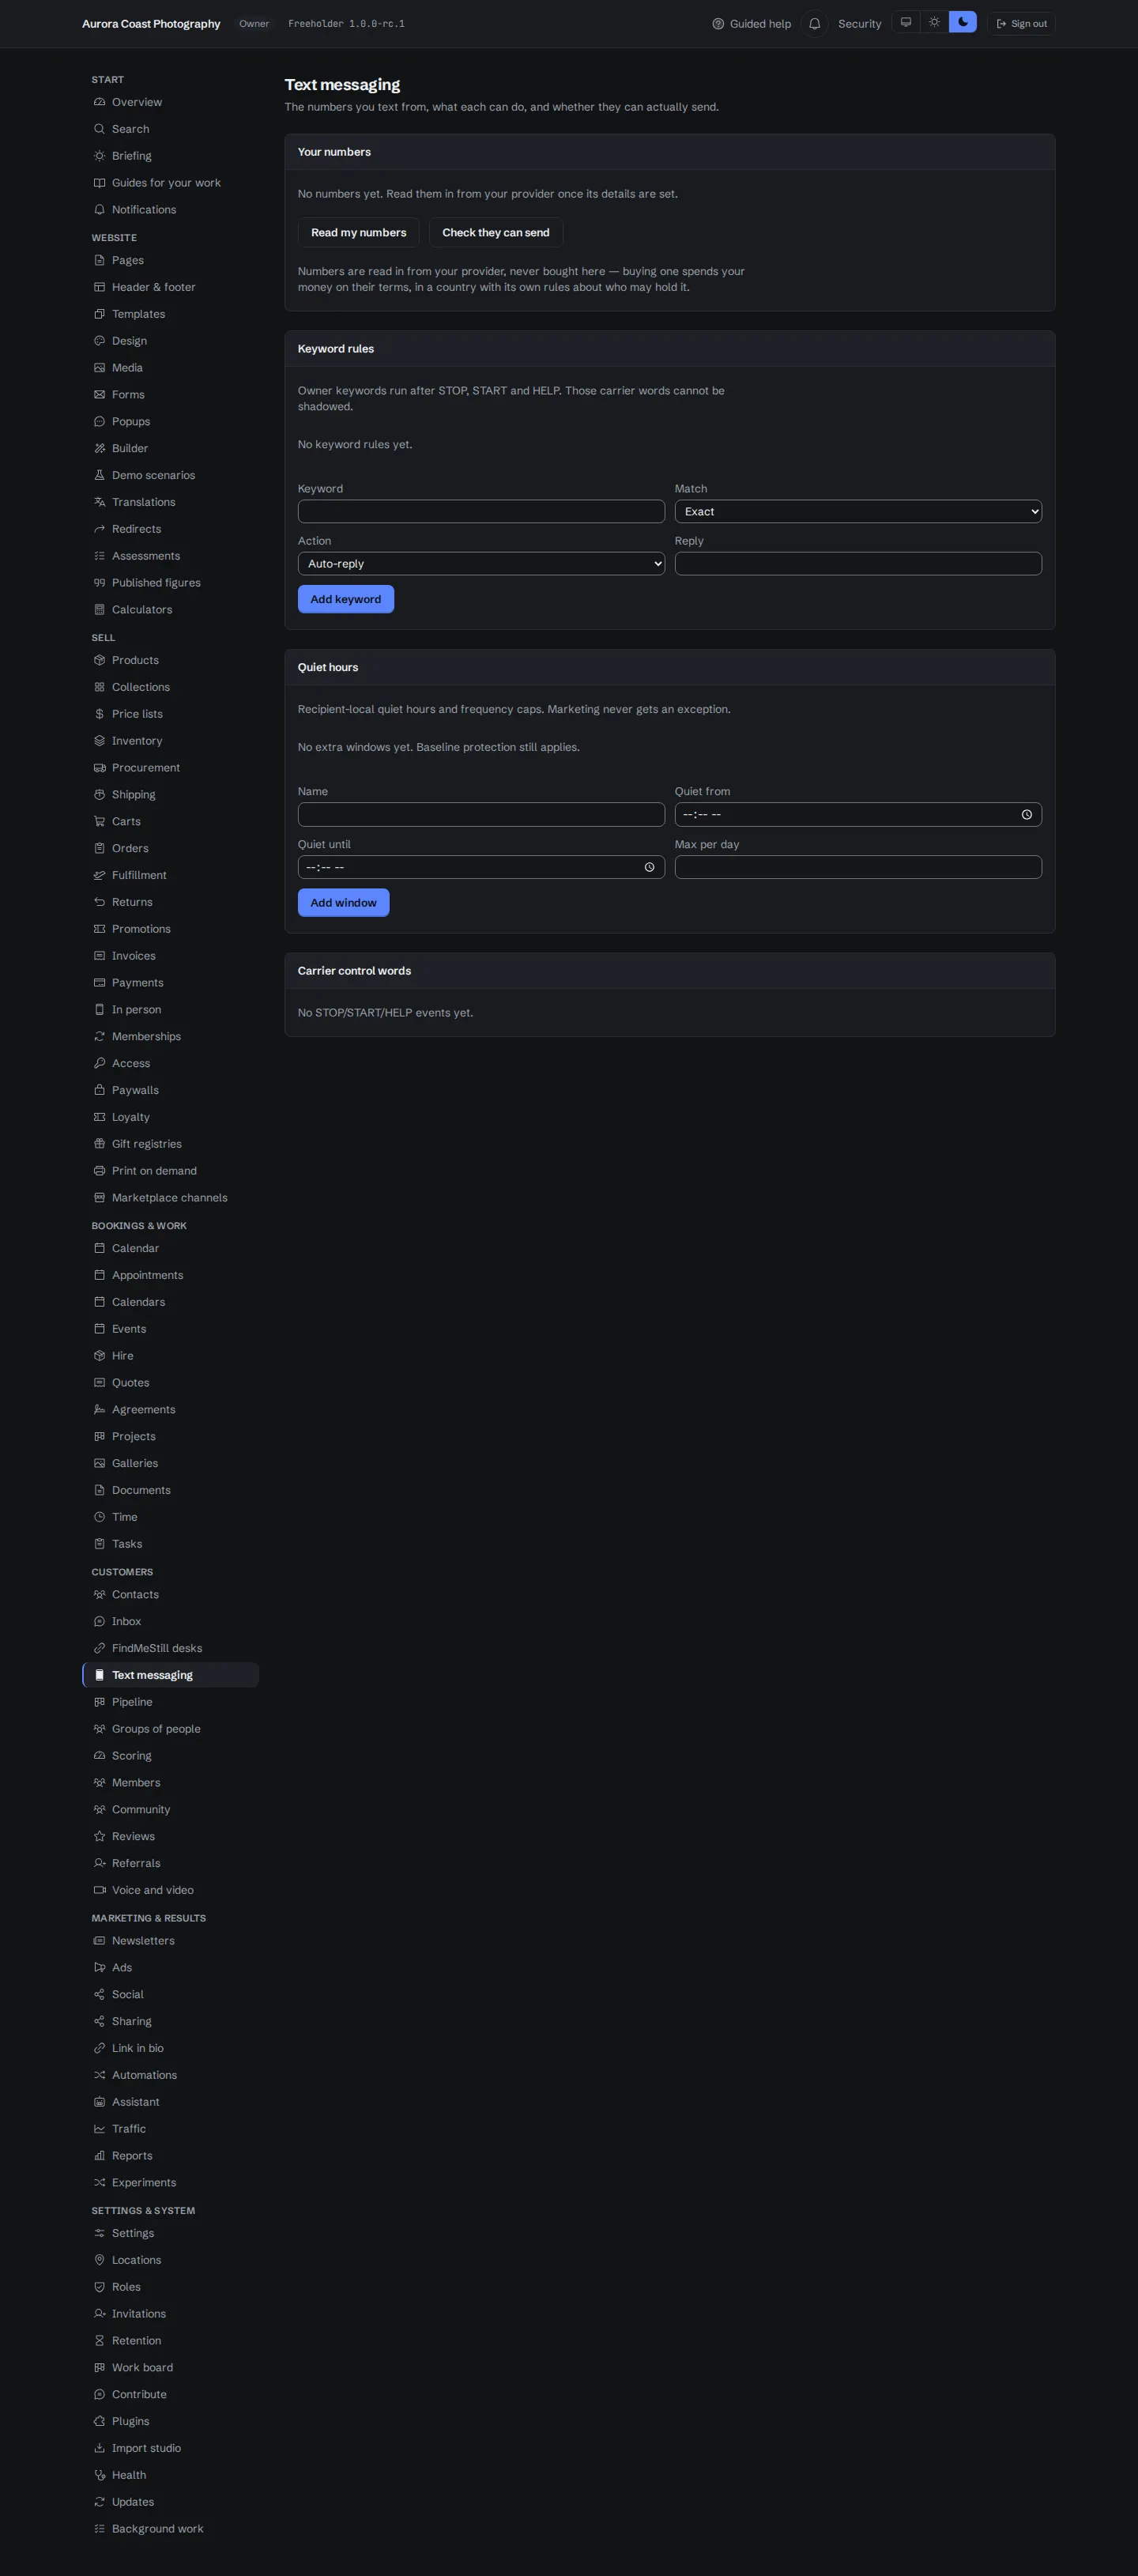 Aurora Coast Photography
Owner
Freeholder 1.0.0-rc.1
Guided help
Security
Sign out
START
Overview
Search
Briefing
Guides for your work
Notifications
WEBSITE
Pages
Header & footer
Templates
Design
Media
Forms
Popups
Builder
Demo scenarios
Translations
Redirects
Assessments
Published figures
Calculators
SELL
Products
Collections
Price lists
Inventory
Procurement
Shipping
Carts
Orders
Fulfillment
Returns
Promotions
Invoices
Payments
In person
Memberships
Access
Paywalls
Loyalty
Gift registries
Print on demand
Marketplace channels
BOOKINGS & WORK
Calendar
Appointments
Calendars
Events
Hire
Quotes
Agreements
Projects
Galleries
Documents
Time
Tasks
CUSTOMERS
Contacts
Inbox
FindMeStill desks
Text messaging
Pipeline
Groups of people
Scoring
Members
Community
Reviews
Referrals
Voice and video
MARKETING & RESULTS
Newsletters
Ads
Social
Sharing
Link in bio
Automations
Assistant
Traffic
Reports
Experiments
SETTINGS & SYSTEM
Settings
Locations
Roles
Invitations
Retention
Work board
Contribute
Plugins
Import studio
Health
Updates
Background work
Text messaging
The numbers you text from, what each can do, and whether they can actually send.
Your numbers
No numbers yet. Read them in from your provider once its details are set.
Read my numbers
Check they can send
Numbers are read in from your provider, never bought here — buying one spends your
money on their terms, in a country with its own rules about who may hold it.
Keyword rules
Owner keywords run after STOP, START and HELP. Those carrier words cannot be
shadowed.
No keyword rules yet.
Keyword
Match
Exact
Action
Reply
Auto-reply
Add keyword
Quiet hours
Recipient-local quiet hours and frequency caps. Marketing never gets an exception.
No extra windows yet. Baseline protection still applies.
Name
Quiet from
--:-- --
Quiet until
Max per day
--:-- --
Add window
Carrier control words
No STOP/START/HELP events yet.